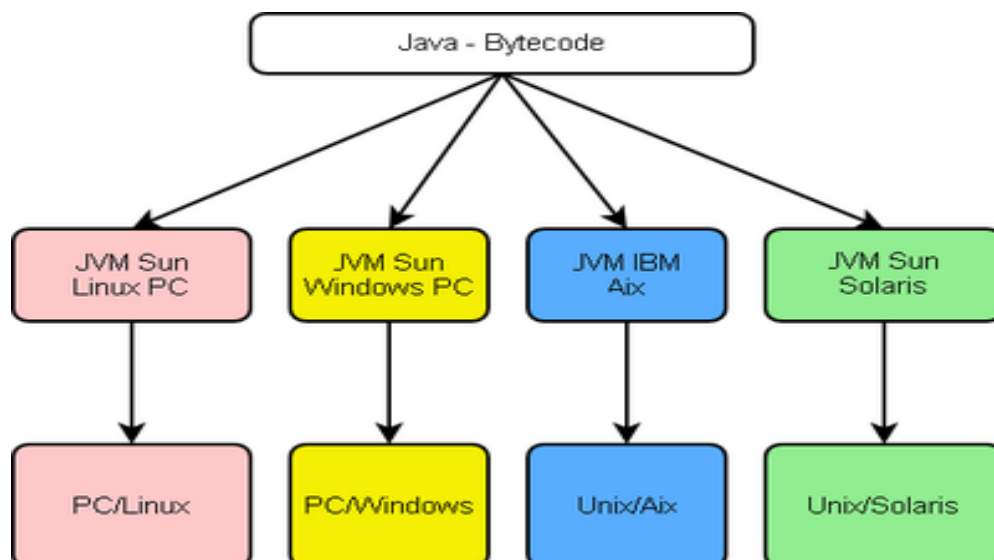 Java - Bytecode
JVM Sun
Linux PC
JVM Sun
Windows PC
JVM IBM
Aix
JVM Sun
Solaris
PC/Linux
PC/Windows
Unix/Aix
Unix/Solaris